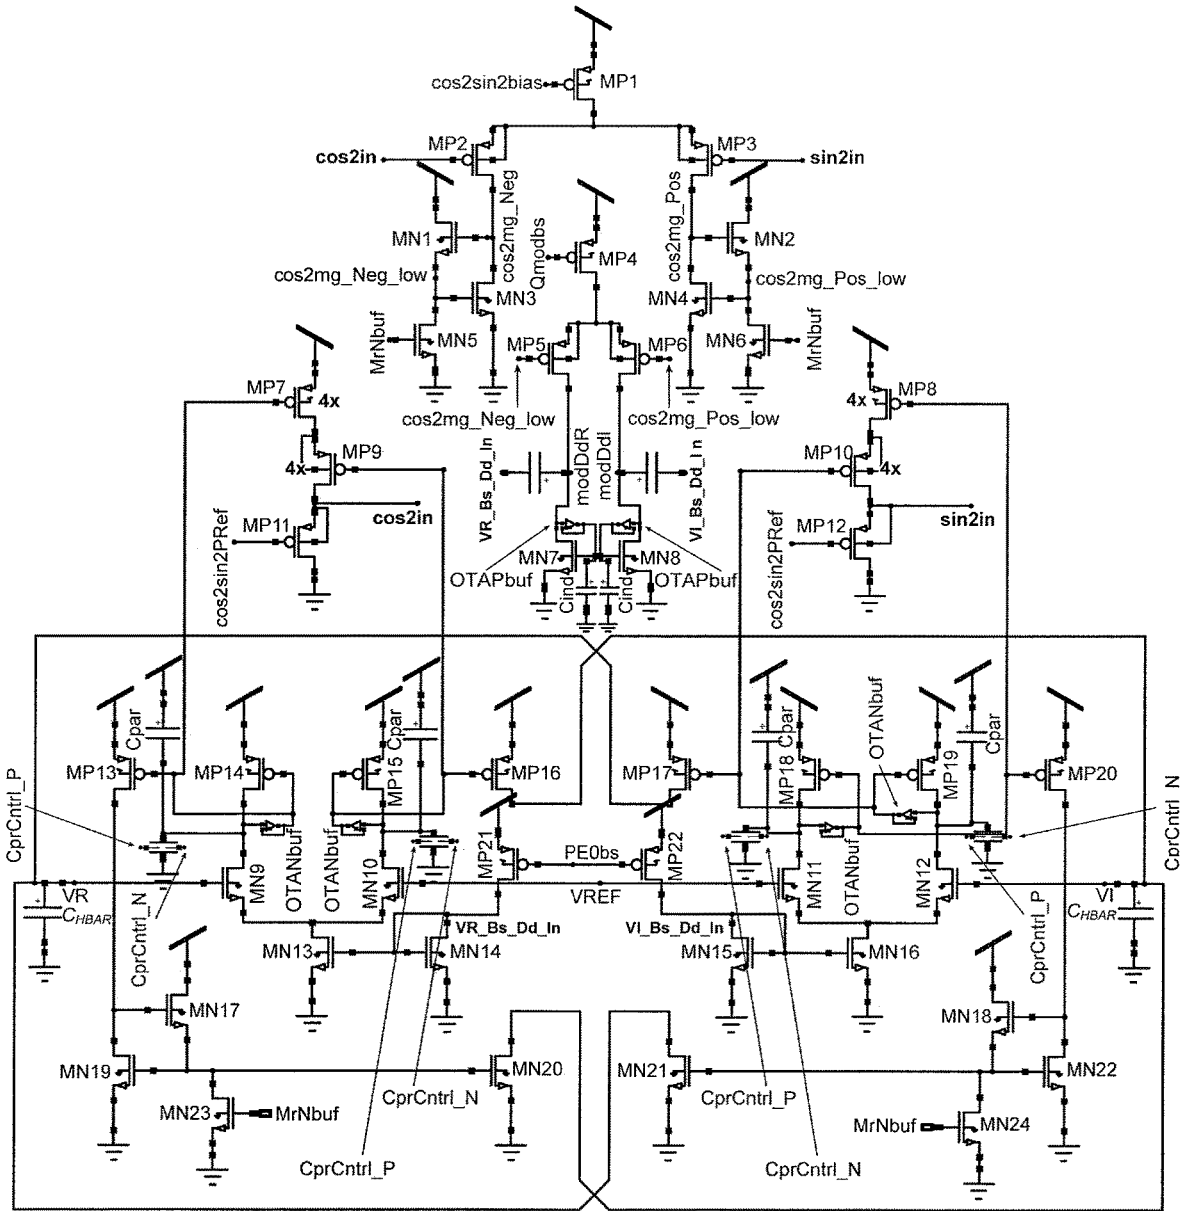 MP1
cos2sin2bias
MP2
MP3
cos2in
sin2in
cos2mg_Neg
cos2mg_Pos
MN1
MN2
Qmodbs
MP4
cos2mg_Neg_low
cos2mg_Pos_low
MN3
MN4
MrNbuf
MN5
MN6
MrNbuf
MP5
MP6
MP7
4x
MP8
4x
cos2mg_Neg_low
cos2mg_Pos_low
MP9
4x
MP10
4x
VR_Bs_Dd_In
modDdR
modDdI
VI_Bs_Dd_In
cos2in
sin2in
MP11
MP12
cos2sin2PRef
cos2sin2PRef
MN7
MN8
OTAPbuf
OTAPbuf
Cind
Cind
Cpar
Cpar
Cpar
Cpar
OTANbuf
MP13
MP14
MP15
MP16
MP17
MP18
MP19
MP20
CprCntrl_P
CprCntrl_N
OTANbuf
OTANbuf
MP21
MP22
PE0bs
OTANbuf
MN9
MN10
MN11
MN12
VR
VREF
VI
CHBAR
CHBAR
CprCntrl_N
CprCntrl_P
VR_Bs_Dd_In
VI_Bs_Dd_In
MN13
MN14
MN15
MN16
MN17
MN18
MN19
MN20
MN21
MN22
CprCntrl_N
CprCntrl_P
MN23
MrNbuf
MrNbuf
MN24
CprCntrl_P
CprCntrl_N